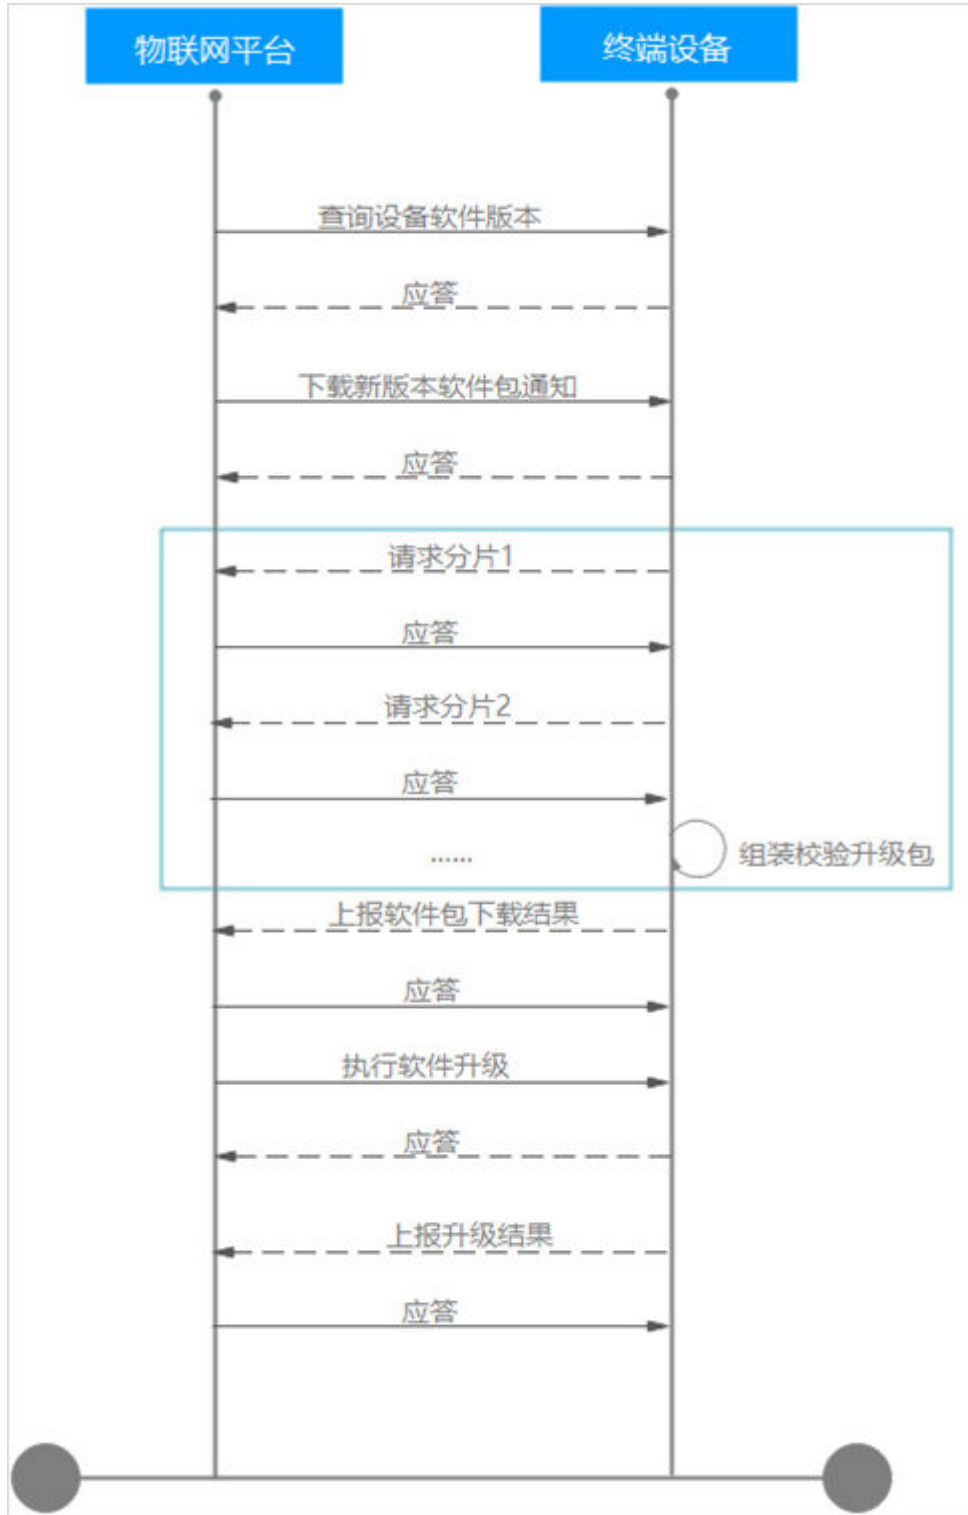 物联网平台
终端设备
查询设备软件版本
应答
下载新版本软件包通知
应答
请求分片1
应答
请求分片2
应答
……
组装校验升级包
上报软件包下载结果
应答
执行软件升级
应答
上报升级结果
应答